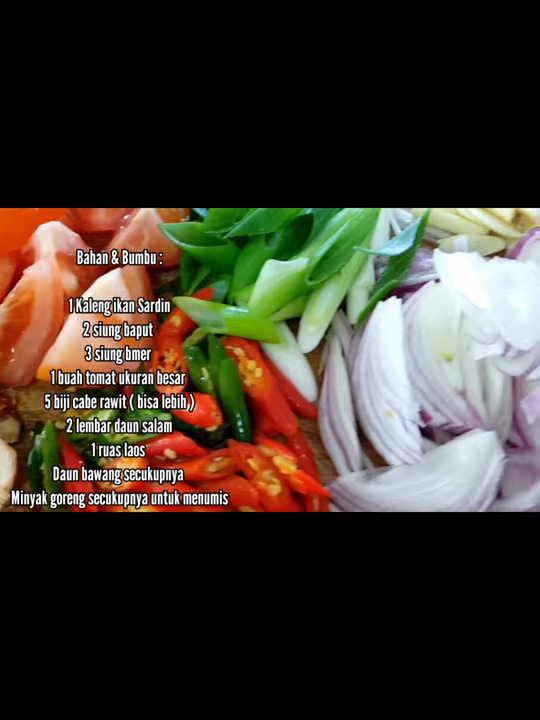 Bahan & Bumbu :
1 Kaleng ikan Sardin
2 siung baput
3 siung bmer
1 buah tomat ukuran besar
5 biji cabe rawit ( bisa lebih )
2 lembar daun salam
1 ruas laos
Daun bawang secukupnya
Minyak goreng secukupnya untuk menumis